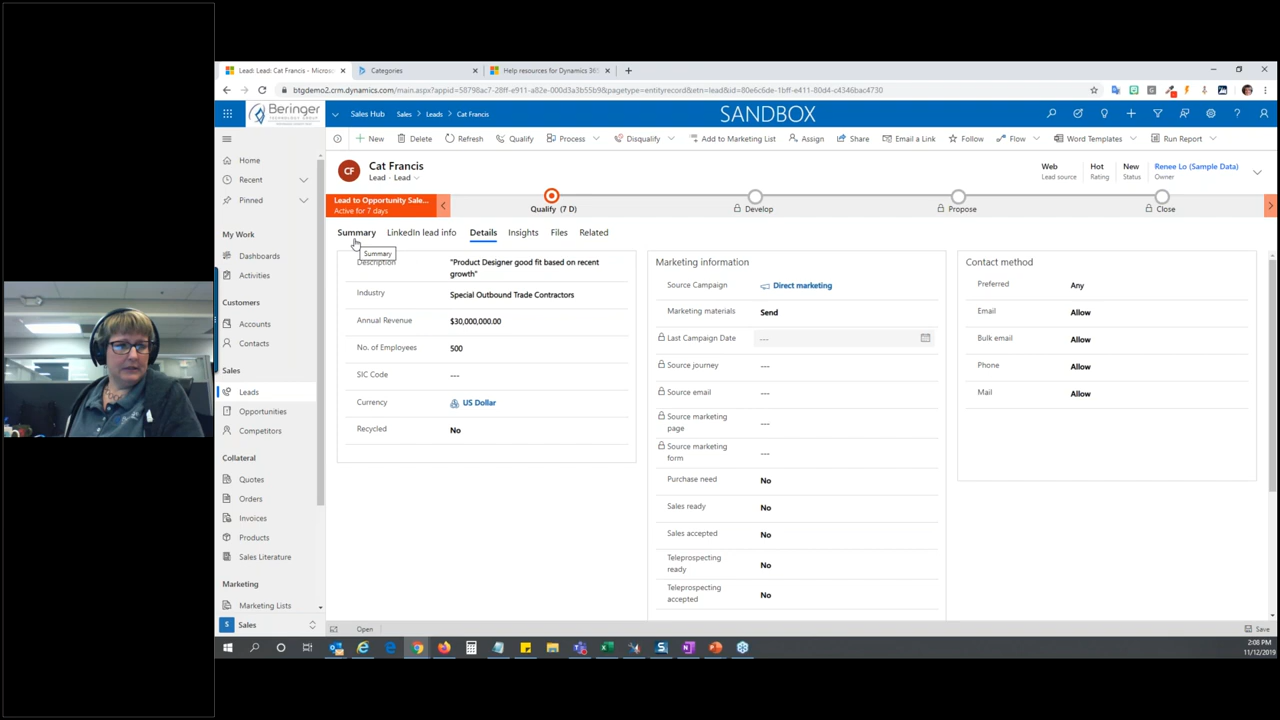 Lead: Lead: Cat Francis - Micros
Categories
Help resources for Dynamics 365
btgdemo2.crm.dynamics.com/main.aspx?appid=58798ac7-28ff-e911-a82e-000d3a3b55b9&pagetype=entityrecord&etn=lead&id=80e6c6de-1bff-e411-80d4-c4346bac4730
Beringer
TECHNOLOGY GROUP
Sales Hub
Sales > Leads > Cat Francis
SANDBOX
+ New
Delete
Refresh
Qualify
Process
Disqualify
Add to Marketing List
Assign
Share
Email a Link
Follow
Flow
Word Templates
Run Report
CF
Cat Francis
Lead · Lead
Web
Lead source
Hot
Rating
New
Status
Renee Lo (Sample Data)
Owner
Lead to Opportunity Sale...
Active for 7 days
Qualify (7 D)
Develop
Propose
Close
Summary
LinkedIn lead info
Details
Insights
Files
Related
Summary
Home
Recent
Pinned
My Work
Dashboards
Activities
Customers
Accounts
Contacts
Sales
Leads
Opportunities
Competitors
Collateral
Quotes
Orders
Invoices
Products
Sales Literature
Marketing
Marketing Lists
S Sales
Description
"Product Designer good fit based on recent
growth"
Industry
Special Outbound Trade Contractors
Annual Revenue
$30,000,000.00
No. of Employees
500
SIC Code
---
Currency
US Dollar
Recycled
No
Marketing information
Source Campaign
Direct marketing
Marketing materials
Send
Last Campaign Date
---
Source journey
---
Source email
---
Source marketing
page
---
Source marketing
form
---
Purchase need
No
Sales ready
No
Sales accepted
No
Teleprospecting
ready
No
Teleprospecting
accepted
No
Contact method
Preferred
Any
Email
Allow
Bulk email
Allow
Phone
Allow
Mail
Allow
Open
Save
2:08 PM
11/12/2019